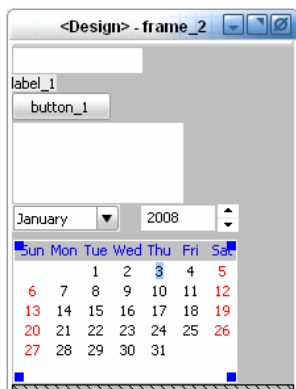 <Design> - frame_2
label_1
button_1
January 2008
Sun Mon Tue Wed Thu Fri Sat
1 2 3 4 5
6 7 8 9 10 11 12
13 14 15 16 17 18 19
20 21 22 23 24 25 26
27 28 29 30 31